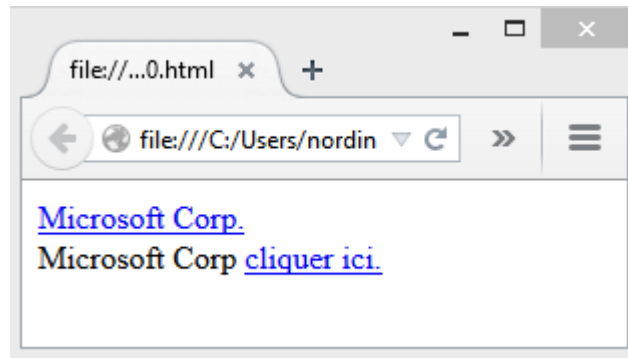 file://...0.html
file:///C:/Users/nordin
Microsoft Corp.
Microsoft Corp cliquer ici.